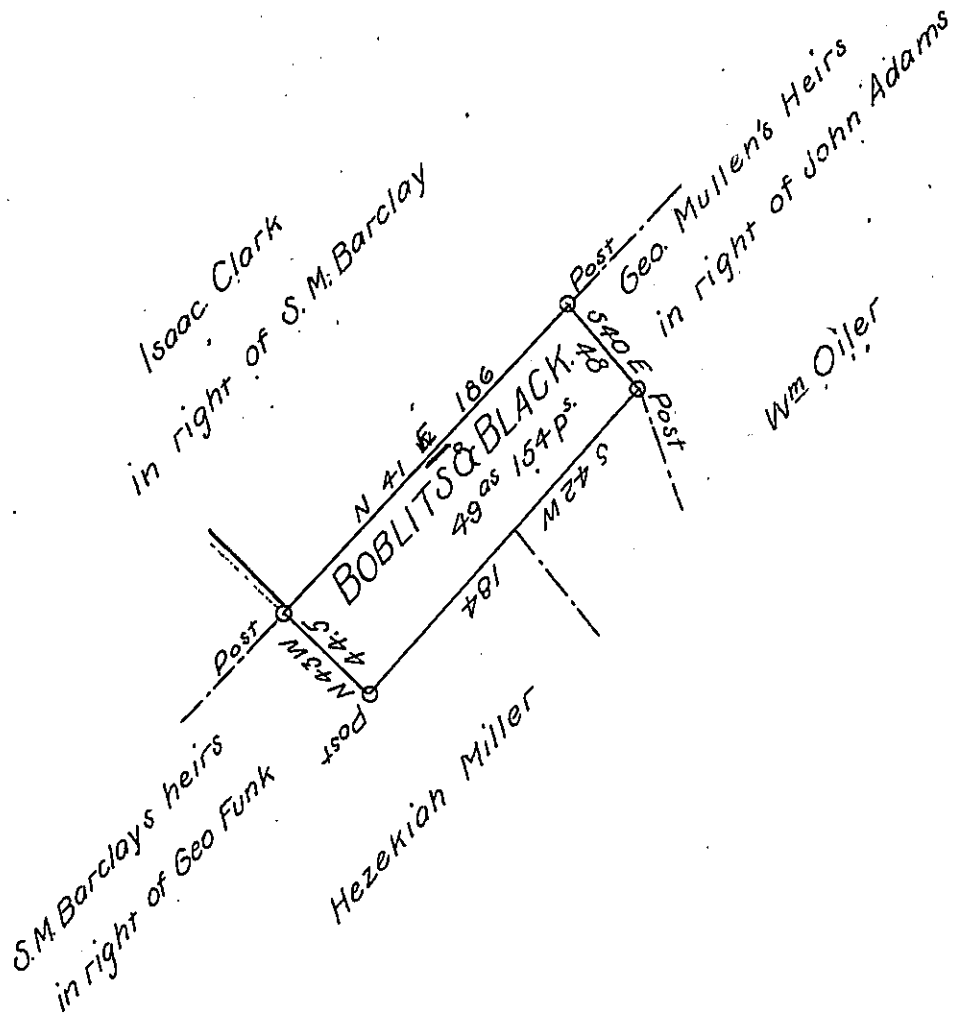 Isaac Clark
in right of S. M. Barclay
Geo. Mullen's Heirs
in right of John Adams
Wm Oiler
Post
S 40 E
48
Post
N 41 E 186
BOBLITS & BLACK.
49as 154 ps.
S 42 W
184
Post
44.5
N 43 W
Post
S.M. Barclays heirs
in right of Geo Funk
Hezekiah Miller